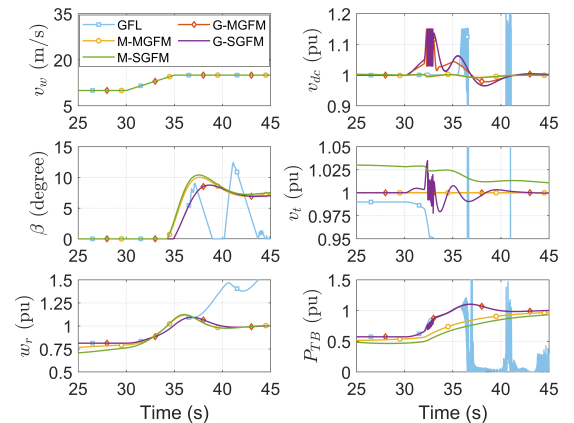 GFL
G-MGFM
M-MGFM
G-SGFM
M-SGFM
v_w (m/s)
35
15
5
25 30 35 40 45
v_dc (pu)
1.2
1.1
1
0.9
25 30 35 40 45
β (degree)
15
10
5
0
25 30 35 40 45
v_t (pu)
1.05
1.025
1
0.975
0.95
25 30 35 40 45
w_r (pu)
1.5
1.25
1
0.75
0.5
25 30 35 40 45
Time (s)
P_TB (pu)
1.5
1
0.5
0
25 30 35 40 45
Time (s)